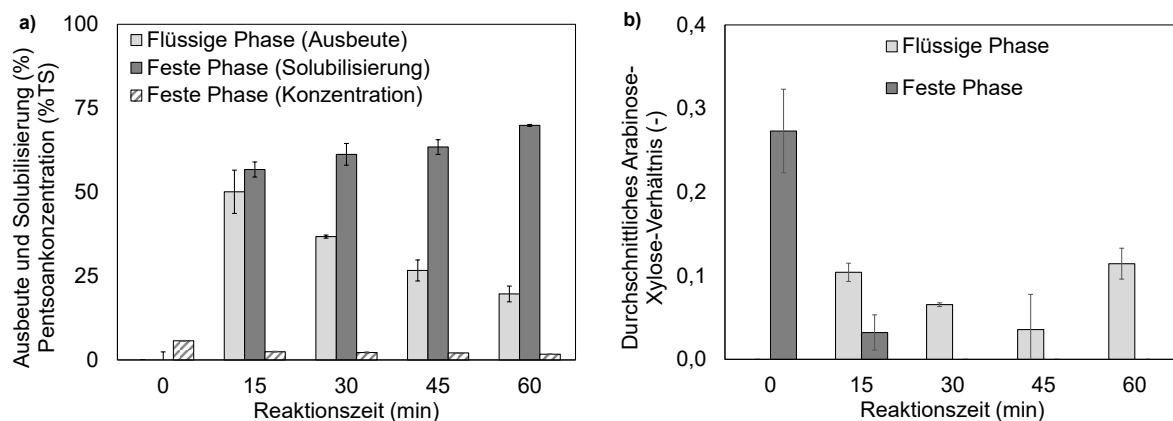 a)
Ausbeute und Solubilisierung (%)
Pentsoankonzentration (%TS)
100
75
50
25
0
Flüssige Phase (Ausbeute)
Feste Phase (Solubilisierung)
Feste Phase (Konzentration)
0 15 30 45 60
Reaktionszeit (min)
b)
Durchschnittliches Arabinose-
Xylose-Verhältnis (-)
0,4
0,3
0,2
0,1
0,0
Flüssige Phase
Feste Phase
0 15 30 45 60
Reaktionszeit (min)